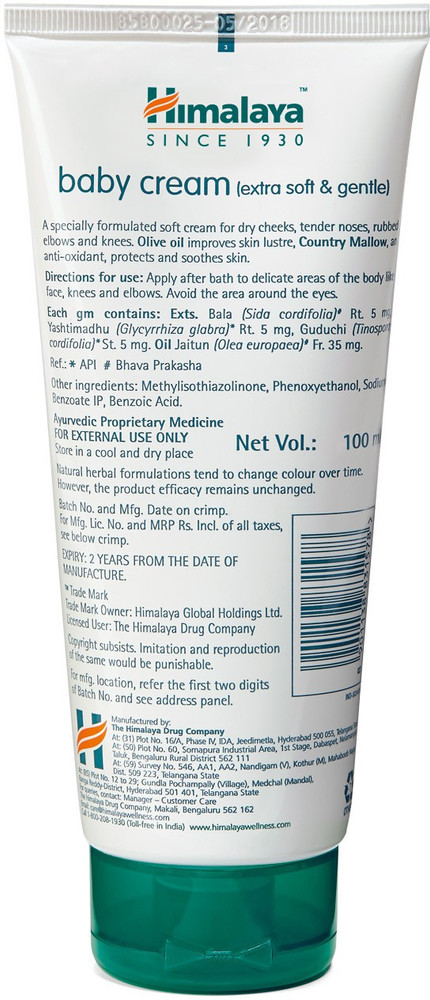 85800025-05/2018
3
Himalaya™
SINCE 1930
baby cream (extra soft & gentle)
A specially formulated soft cream for dry cheeks, tender noses, rubbed
elbows and knees. Olive oil improves skin lustre, Country Mallow, an
anti-oxidant, protects and soothes skin.
Directions for use: Apply after bath to delicate areas of the body like
face, knees and elbows. Avoid the area around the eyes.
Each gm contains: Exts. Bala (Sida cordifolia)# Rt. 5 mg,
Yashtimadhu (Glycyrrhiza glabra)* Rt. 5 mg, Guduchi (Tinospora
cordifolia)* St. 5 mg. Oil Jaitun (Olea europaea)# Fr. 35 mg.
Ref.: * API # Bhava Prakasha
Other ingredients: Methylisothiazolinone, Phenoxyethanol, Sodium
Benzoate IP, Benzoic Acid.
Ayurvedic Proprietary Medicine
FOR EXTERNAL USE ONLY
Store in a cool and dry place
Net Vol.: 100 ml
Natural herbal formulations tend to change colour over time.
However, the product efficacy remains unchanged.
Batch No. and Mfg. Date on crimp.
For Mfg. Lic. No. and MRP Rs. Incl. of all taxes,
see below crimp.
EXPIRY: 2 YEARS FROM THE DATE OF
MANUFACTURE.
™ Trade Mark
Trade Mark Owner: Himalaya Global Holdings Ltd.
Licensed User: The Himalaya Drug Company
Copyright subsists. Imitation and reproduction
of the same would be punishable.
For mfg. location, refer the first two digits
of Batch No. and see address panel.
Manufactured by:
The Himalaya Drug Company
At: (31) Plot No. 16/A, Phase IV, IDA, Jeedimetla, Hyderabad 500 055, Telangana
At: (50) Plot No. 60, Somapura Industrial Area, 1st Stage, Dabaspet,
Taluk, Bengaluru Rural District 562 111
At: (59) Survey No. 546, AA1, AA2, Nandigam (V), Kothur (M),
Dist. 509 223, Telangana State
At: (85) Plot No. 12 to 29; Gundla Pochampally (Village), Medchal (Mandal),
Ranga Reddy-District, Hyderabad 501 401, Telangana State
For queries, contact: Manager – Customer Care
The Himalaya Drug Company, Makali, Bengaluru 562 162
1-800-208-1930 (Toll-free in India) www.himalayawellness.com